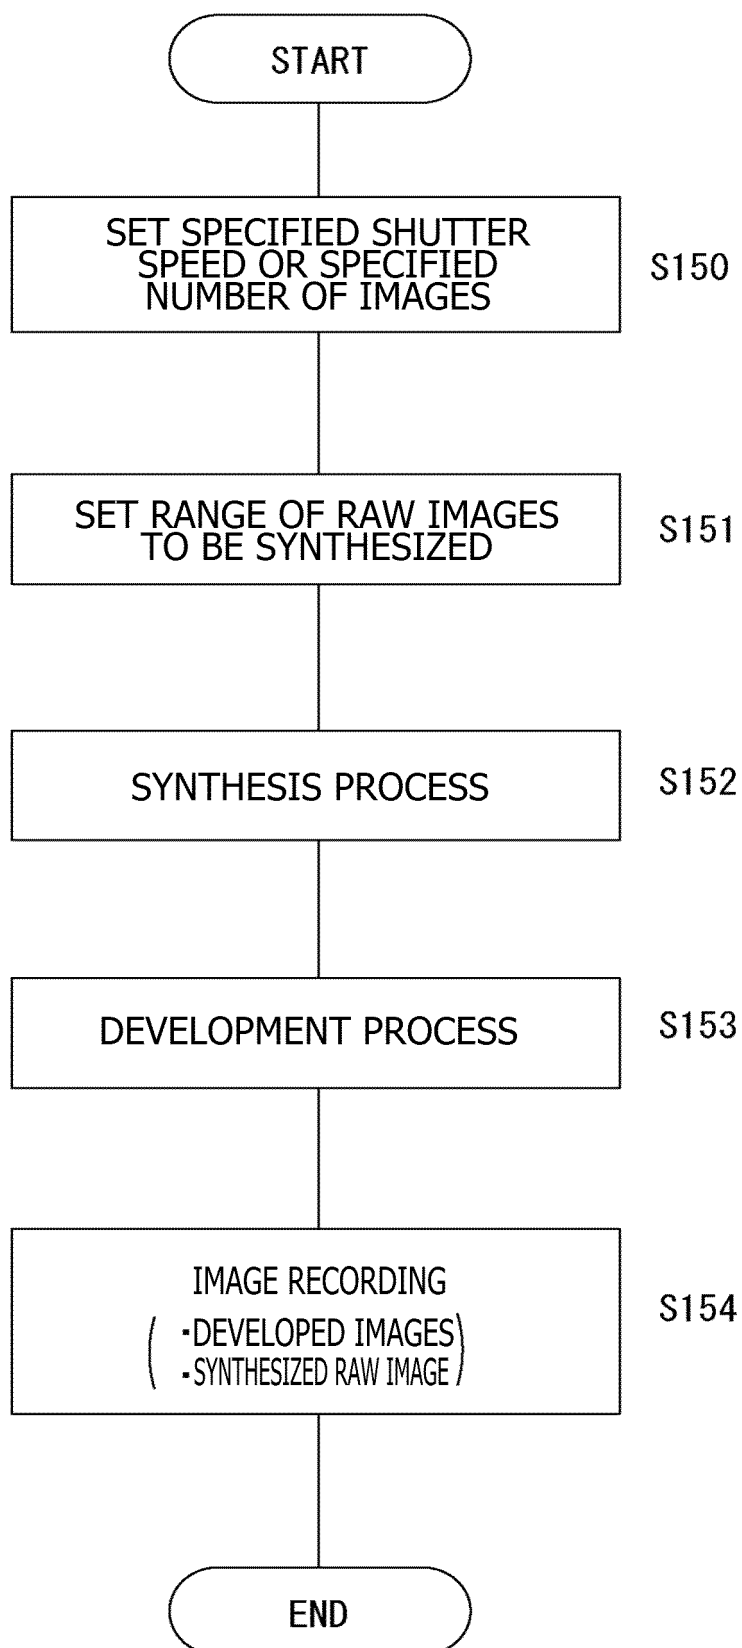 START
SET SPECIFIED SHUTTER
SPEED OR SPECIFIED
NUMBER OF IMAGES
S150
SET RANGE OF RAW IMAGES
TO BE SYNTHESIZED
S151
SYNTHESIS PROCESS
S152
DEVELOPMENT PROCESS
S153
IMAGE RECORDING
(・DEVELOPED IMAGES
・SYNTHESIZED RAW IMAGE)
S154
END